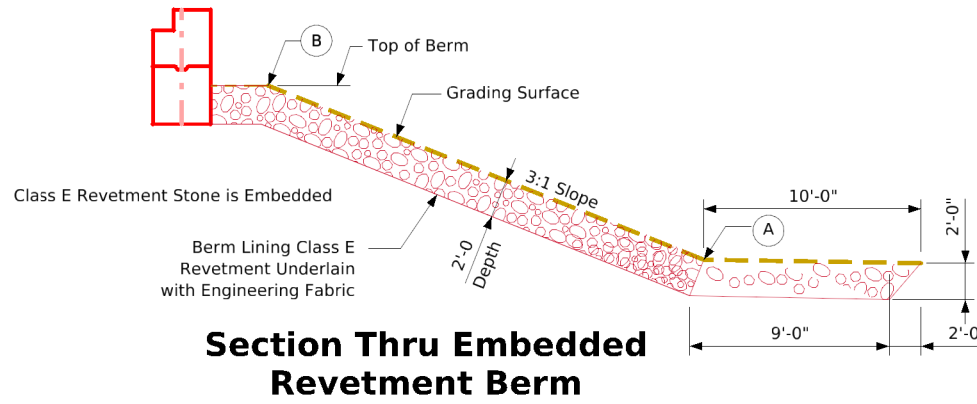 B
Top of Berm
Grading Surface
3:1 Slope
Class E Revetment Stone is Embedded
10'-0"
2'-0"
A
Berm Lining Class E
Revetment Underlain
with Engineering Fabric
2'-0
Depth
9'-0"
2'-0
Section Thru Embedded
Revetment Berm